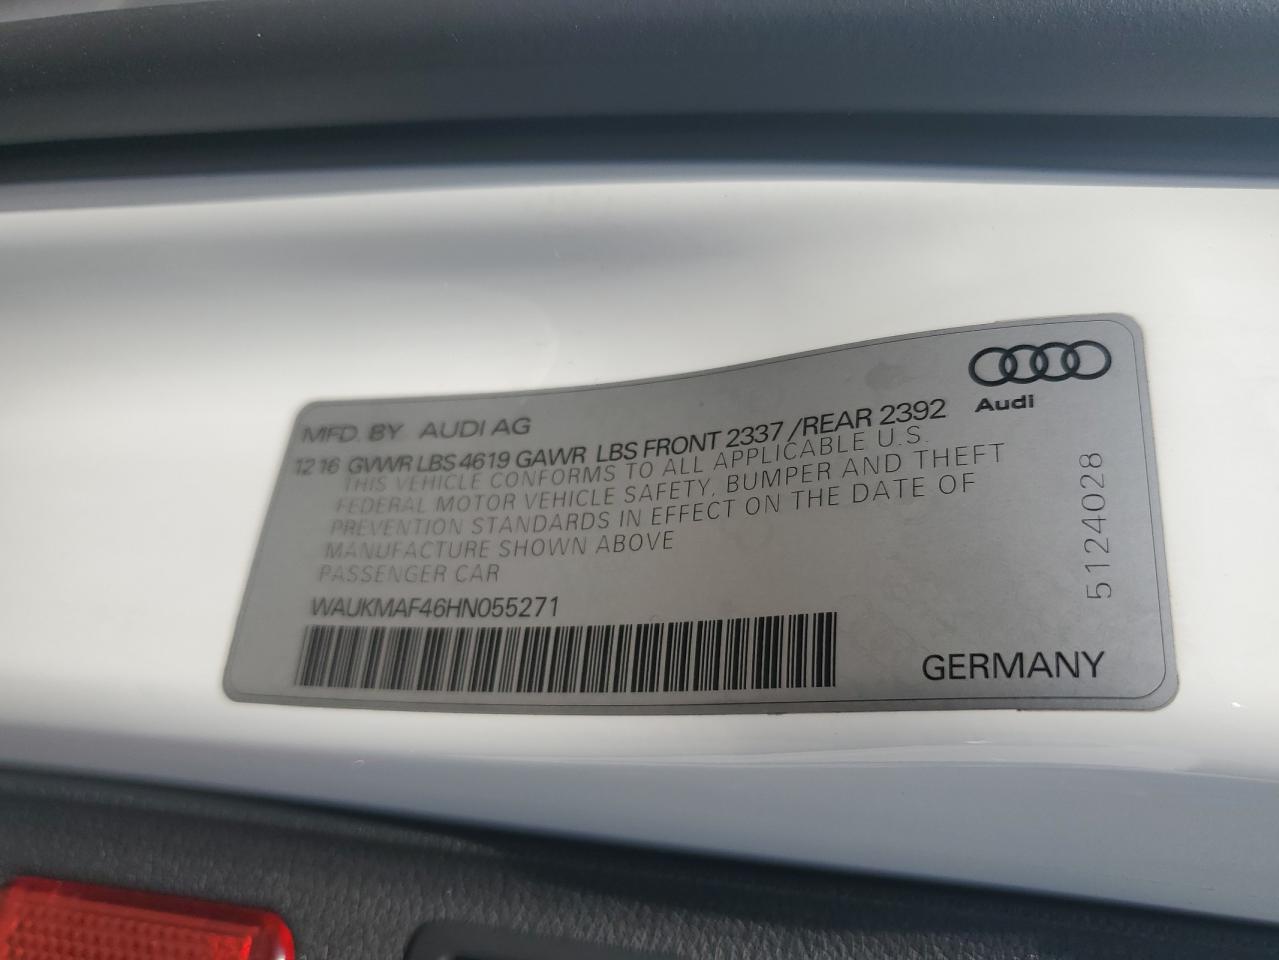 Audi
MFD. BY AUDI AG
12 16 GVWR LBS 4619 GAWR LBS FRONT 2337 / REAR 2392
THIS VEHICLE CONFORMS TO ALL APPLICABLE U.S.
FEDERAL MOTOR VEHICLE SAFETY, BUMPER AND THEFT
PREVENTION STANDARDS IN EFFECT ON THE DATE OF
MANUFACTURE SHOWN ABOVE
PASSENGER CAR
WAUKMAF46HN055271
GERMANY
5124028